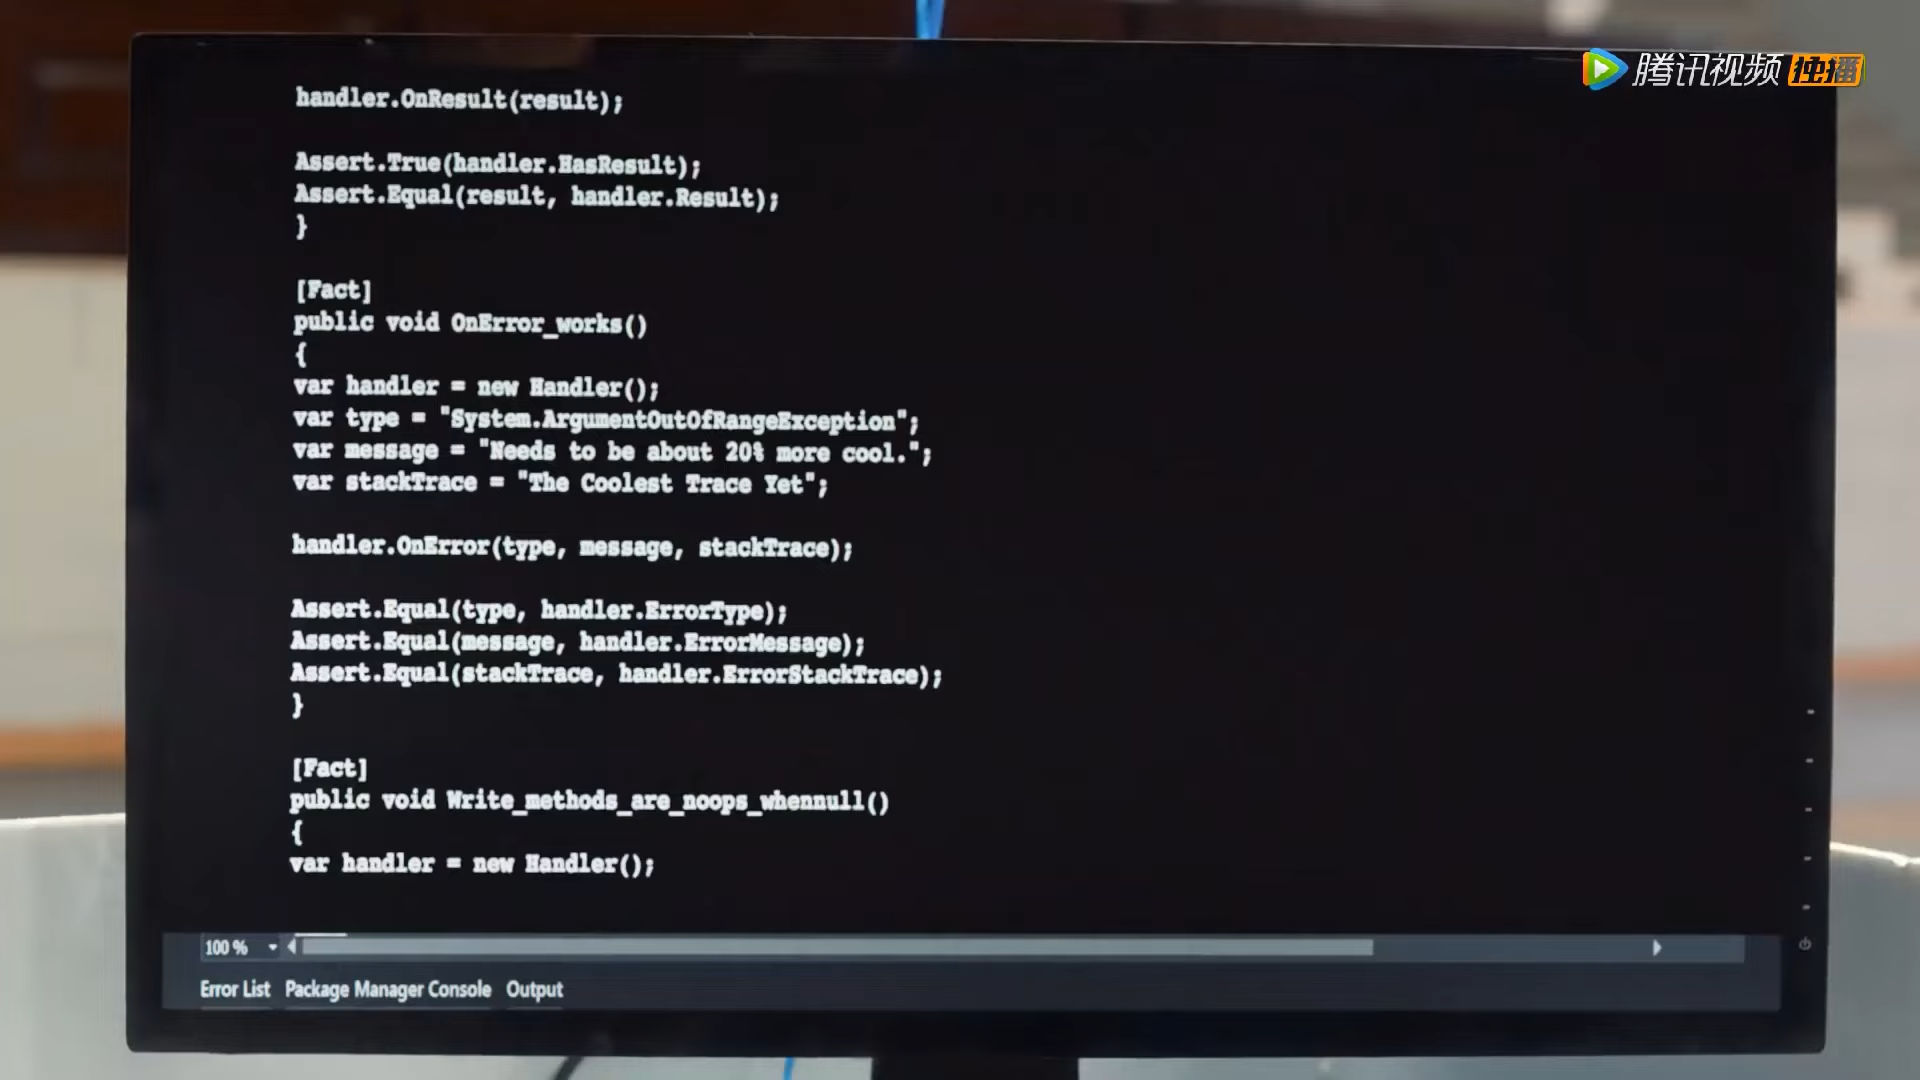 腾讯视频 独播
handler.OnResult(result);
Assert.True(handler.HasResult);
Assert.Equal(result, handler.Result);
}
[Fact]
public void OnError_works()
{
var handler = new Handler();
var type = "System.ArgumentOutOfRangeException";
var message = "Needs to be about 20% more cool.";
var stackTrace = "The Coolest Trace Yet";
handler.OnError(type, message, stackTrace);
Assert.Equal(type, handler.ErrorType);
Assert.Equal(message, handler.ErrorMessage);
Assert.Equal(stackTrace, handler.ErrorStackTrace);
}
[Fact]
public void Write_methods_are_noops_whennull()
{
var handler = new Handler();
100 %
Error List Package Manager Console Output